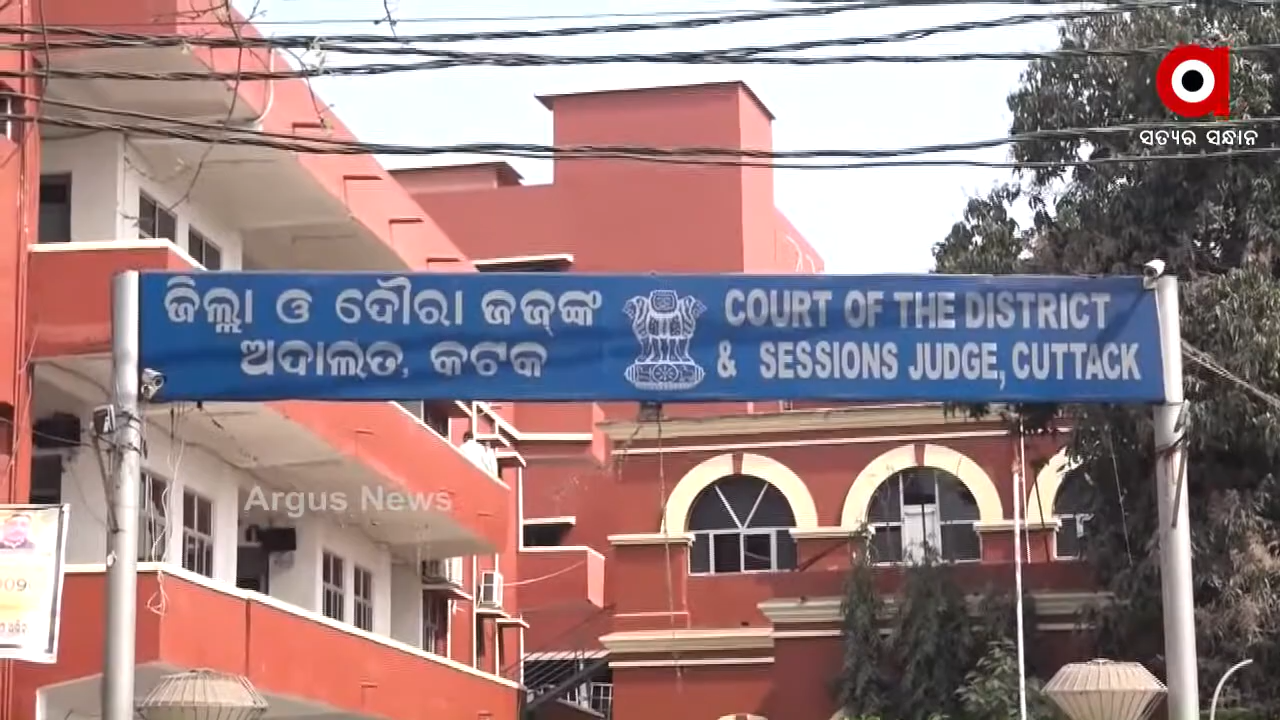 ସତ୍ୟର ସନ୍ଧାନ
ଜିଲ୍ଲା ଓ ଦୌରା ଜଜ୍‌ଙ୍କ
ଅଦାଲତ, କଟକ
COURT OF THE DISTRICT
& SESSIONS JUDGE, CUTTACK
Argus News